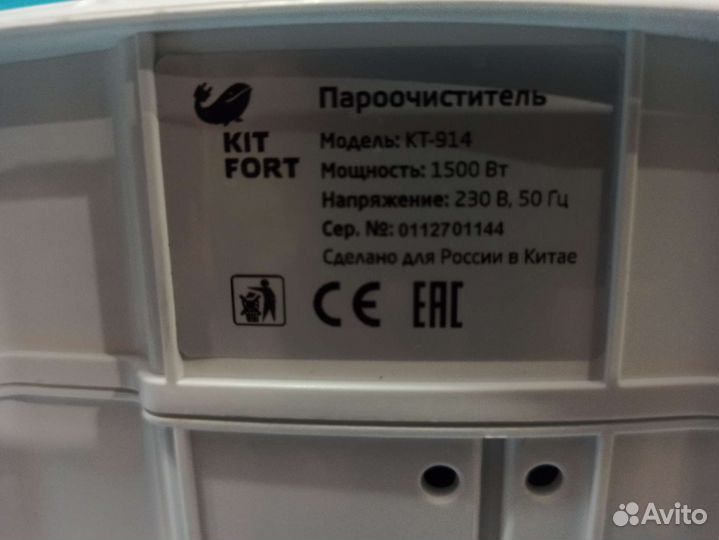 KIT
FORT
Пароочиститель
Модель: КТ-914
Мощность: 1500 Вт
Напряжение: 230 В, 50 Гц
Сер. №: 0112701144
Сделано для России в Китае
CE EAC
Avito